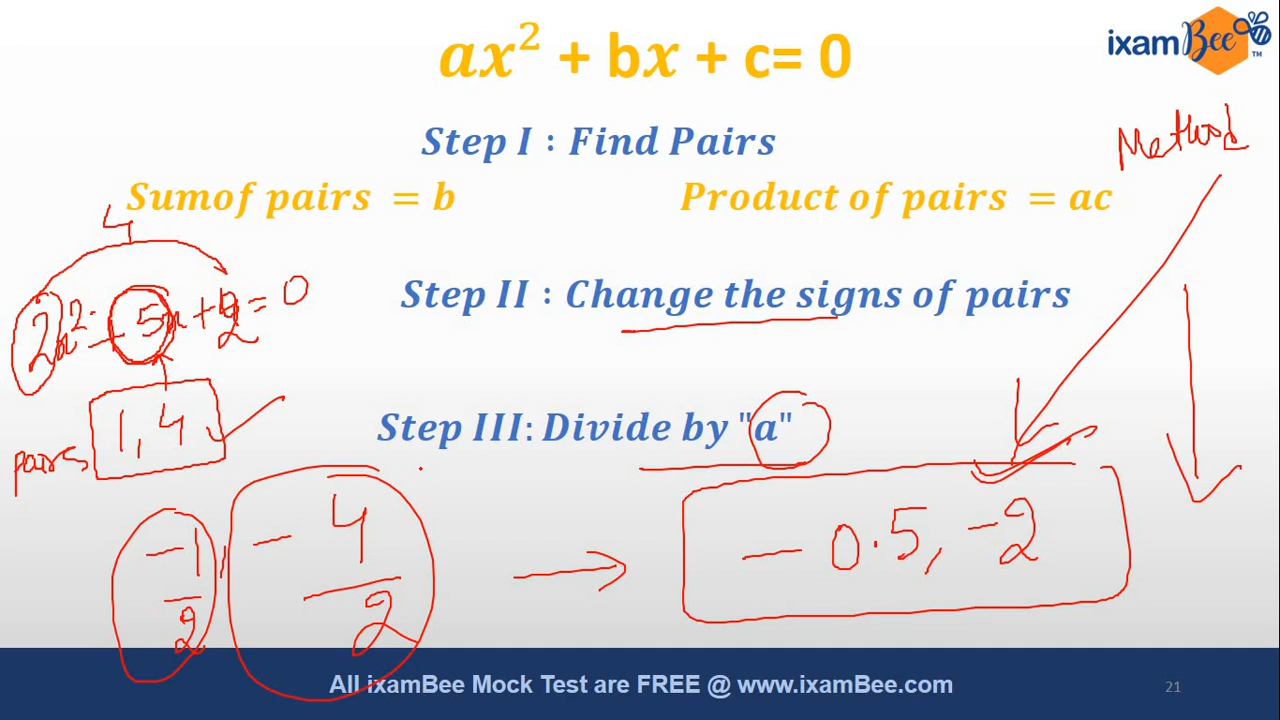 ax² + bx + c= 0
ixamBee™
Method
Step I : Find Pairs
Sumof pairs = b
Product of pairs = ac
4
2x² - 5x + 2 = 0
Step II : Change the signs of pairs
1, 4
pairs
Step III: Divide by "a"
-1/2, -4/2 → -0.5, -2
All ixamBee Mock Test are FREE @ www.ixamBee.com
21